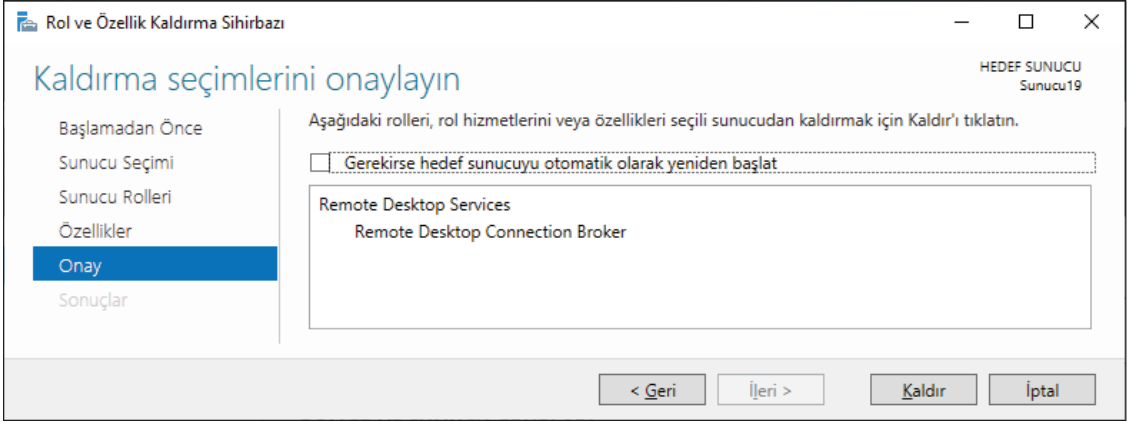 Rol ve Özellik Kaldırma Sihirbazı
Kaldırma seçimlerini onaylayın
HEDEF SUNUCU
Sunucu19
Başlamadan Önce
Sunucu Seçimi
Sunucu Rolleri
Özellikler
Onay
Sonuçlar
Aşağıdaki rolleri, rol hizmetlerini veya özellikleri seçili sunucudan kaldırmak için Kaldır'ı tıklatın.
Gerekirse hedef sunucuyu otomatik olarak yeniden başlat
Remote Desktop Services
Remote Desktop Connection Broker
< Geri
İleri >
Kaldır
İptal